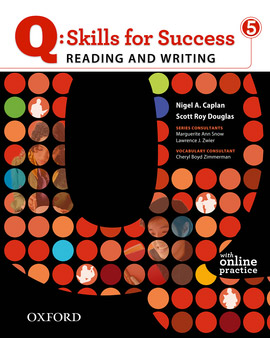 Q: Skills for Success 5
READING AND WRITING
Nigel A. Caplan
Scott Roy Douglas
SERIES CONSULTANTS
Marguerite Ann Snow
Lawrence J. Zwier
VOCABULARY CONSULTANT
Cheryl Boyd Zimmerman
with
online
practice
OXFORD